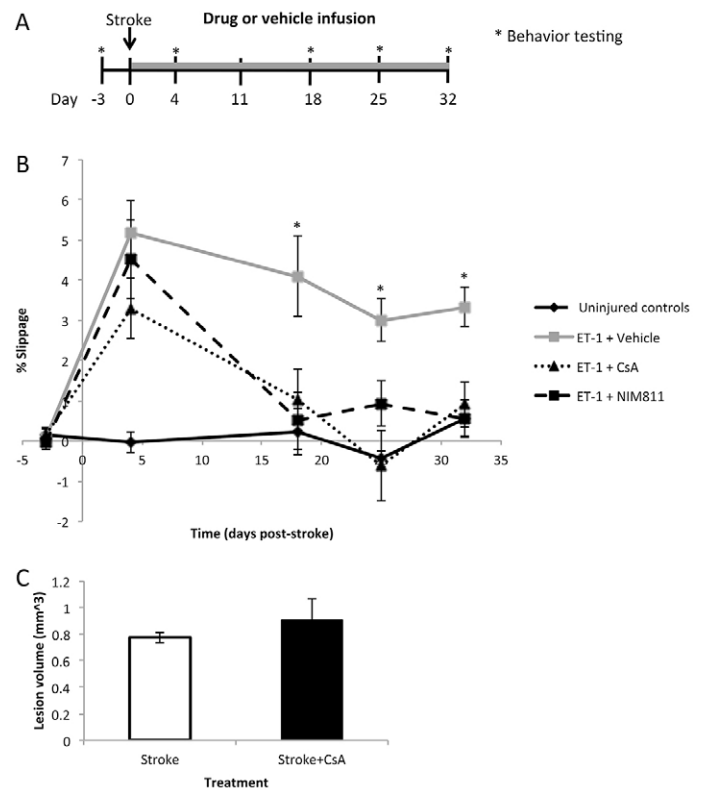 A
Stroke
Drug or vehicle infusion
* Behavior testing
* * * * *
Day -3 0 4 11 18 25 32
B
7
6
5
4
3
2
1
0
-1
-2
% Slippage
* * *
-5 0 5 10 15 20 25 30 35
Time (days post-stroke)
Uninjured controls
ET-1 + Vehicle
ET-1 + CsA
ET-1 + NIM811
C
1.2
1
0.8
0.6
0.4
0.2
0
Lesion volume (mm^3)
Stroke Stroke+CsA
Treatment